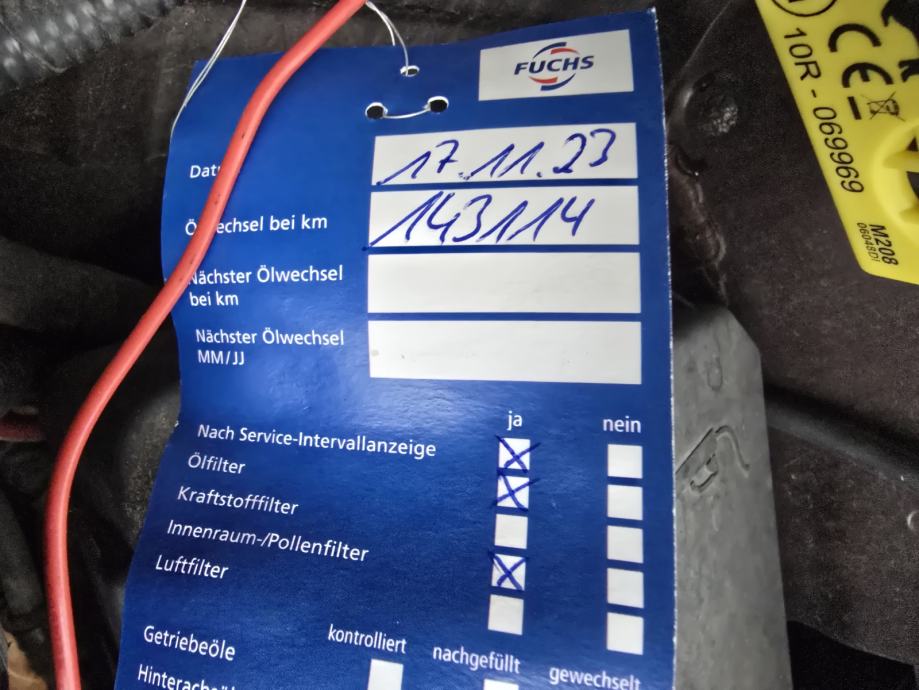 FUCHS
17.11.23
Ölwechsel bei km 143114
Nächster Ölwechsel
bei km
Nächster Ölwechsel
MM/JJ
ja nein
Nach Service-Intervallanzeige
Ölfilter
Kraftstofffilter
Innenraum-/Pollenfilter
Luftfilter
kontrolliert nachgefüllt gewechselt
Getriebeöle
CE
10R - 069969
M208